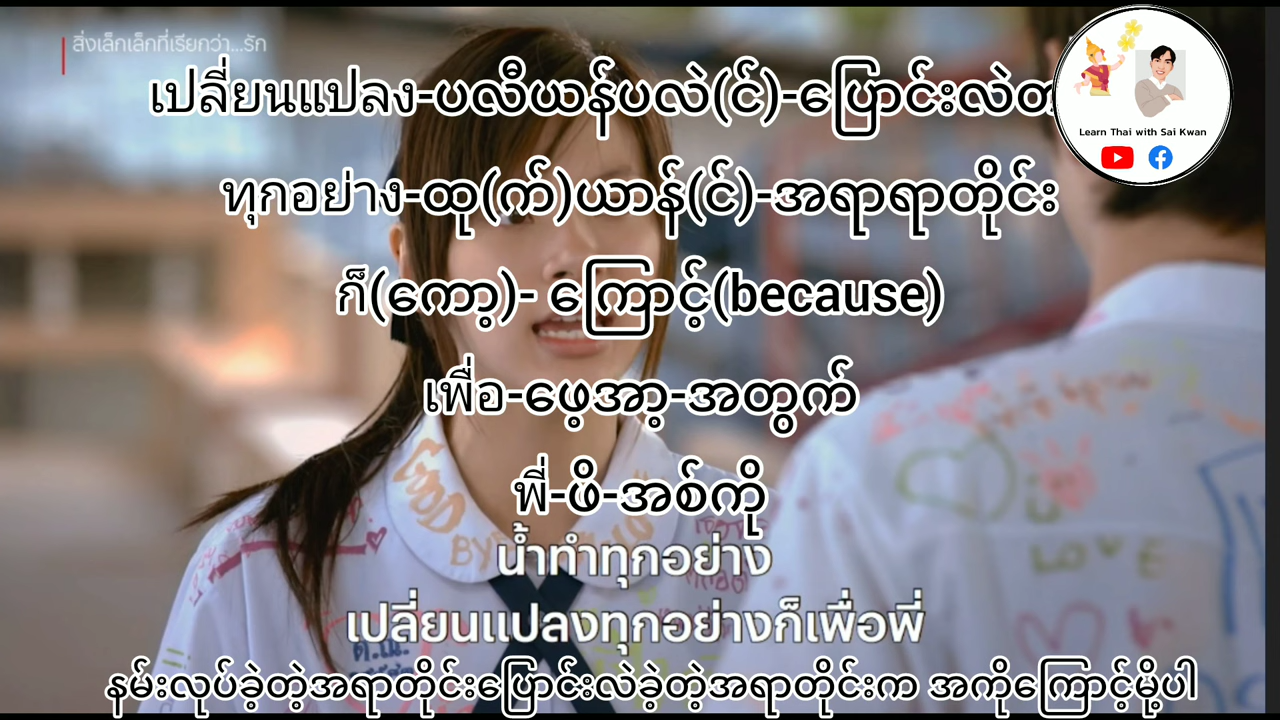 สิ่งเล็กเล็กที่เรียกว่า...รัก
เปลี่ยนแปลง-ပလီယန်ပလဲ(င်)-ပြောင်းလဲ
Learn Thai with Sai Kwan
ทุกอย่าง-ထု(က်)ယာန်(င်)-အရာရာတိုင်း
ก็(ကော့)- ကြောင့်(because)
เพื่อ-ဖေ့အာ့-အတွက်
พี่-ဖိ-အစ်ကို
GOOD
BYE
LOVE
น้ำทำทุกอย่าง
เปลี่ยนแปลงทุกอย่างก็เพื่อพี่
ต.น.
နမ်းလုပ်ခဲ့တဲ့အရာတိုင်းပြောင်းလဲခဲ့တဲ့အရာတိုင်းက အကိုကြောင့်မို့ပါ